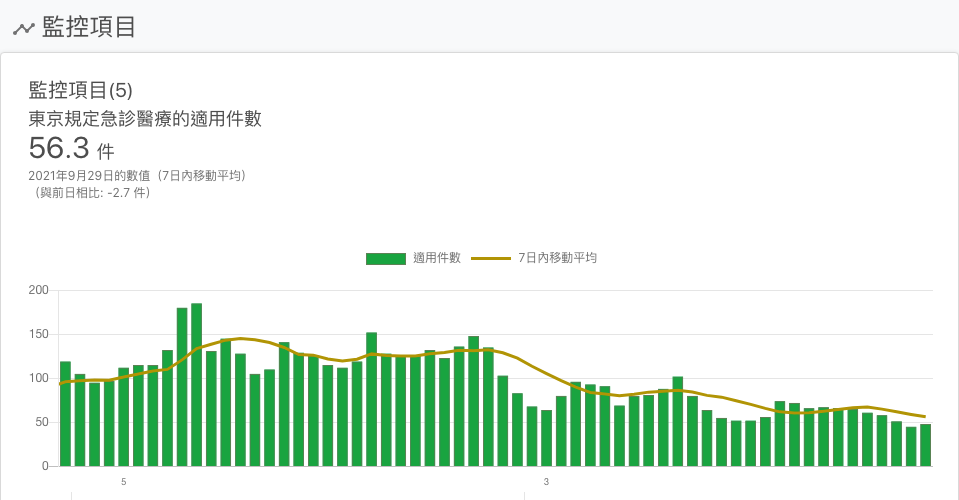 監控項目
監控項目(5)
東京規定急診醫療的適用件數
56.3 件
2021年9月29日的數值（7日內移動平均）
（與前日相比: -2.7 件）
適用件數 7日內移動平均
200
150
100
50
0
5 3